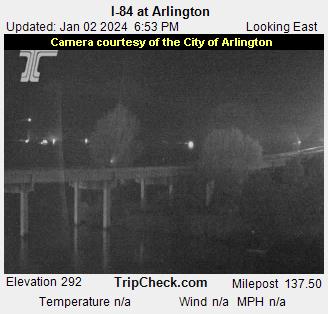 I-84 at Arlington
Updated: Jan 02 2024 6:53 PM Looking East
Camera courtesy of the City of Arlington
Elevation 292 TripCheck.com Milepost 137.50
Temperature n/a Wind n/a MPH n/a